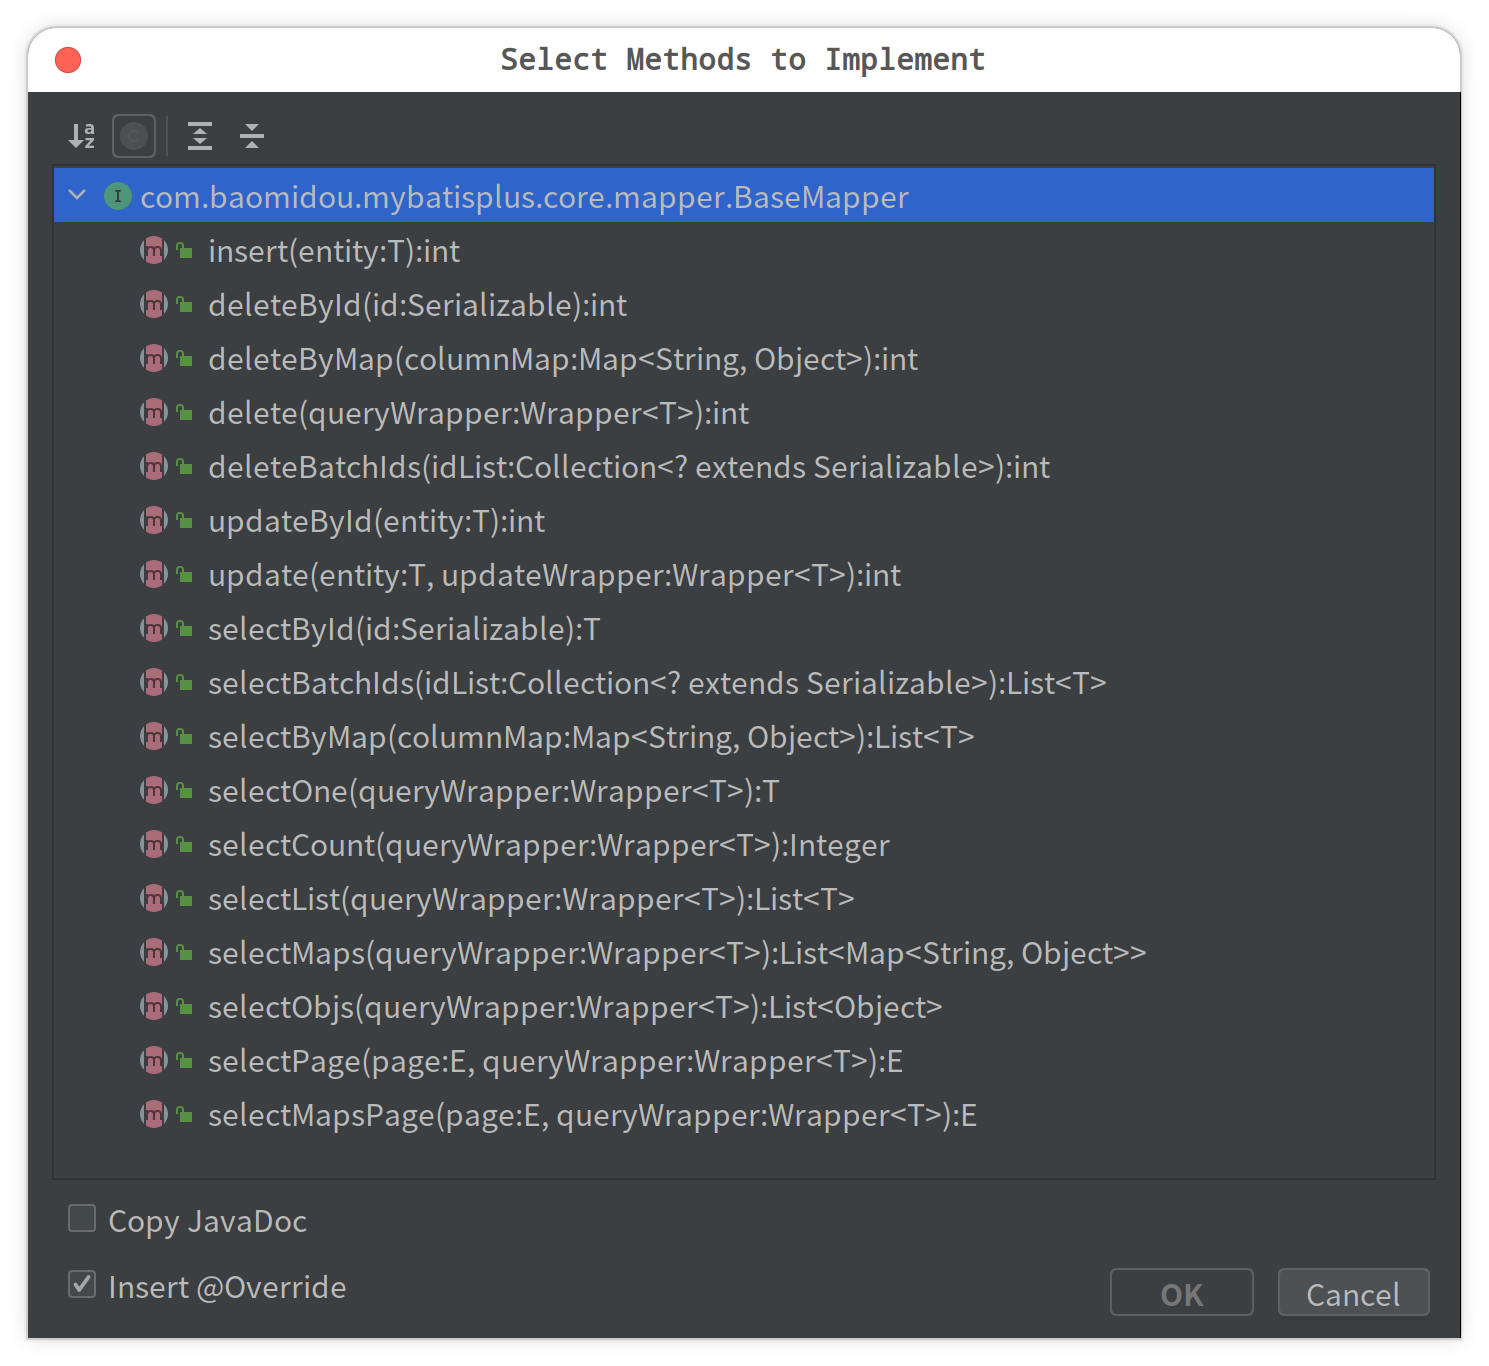 Select Methods to Implement
com.baomidou.mybatisplus.core.mapper.BaseMapper
insert(entity:T):int
deleteById(id:Serializable):int
deleteByMap(columnMap:Map<String, Object>):int
delete(queryWrapper:Wrapper<T>):int
deleteBatchIds(idList:Collection<? extends Serializable>):int
updateById(entity:T):int
update(entity:T, updateWrapper:Wrapper<T>):int
selectById(id:Serializable):T
selectBatchIds(idList:Collection<? extends Serializable>):List<T>
selectByMap(columnMap:Map<String, Object>):List<T>
selectOne(queryWrapper:Wrapper<T>):T
selectCount(queryWrapper:Wrapper<T>):Integer
selectList(queryWrapper:Wrapper<T>):List<T>
selectMaps(queryWrapper:Wrapper<T>):List<Map<String, Object>>
selectObjs(queryWrapper:Wrapper<T>):List<Object>
selectPage(page:E, queryWrapper:Wrapper<T>):E
selectMapsPage(page:E, queryWrapper:Wrapper<T>):E
Copy JavaDoc
Insert @Override
OK
Cancel